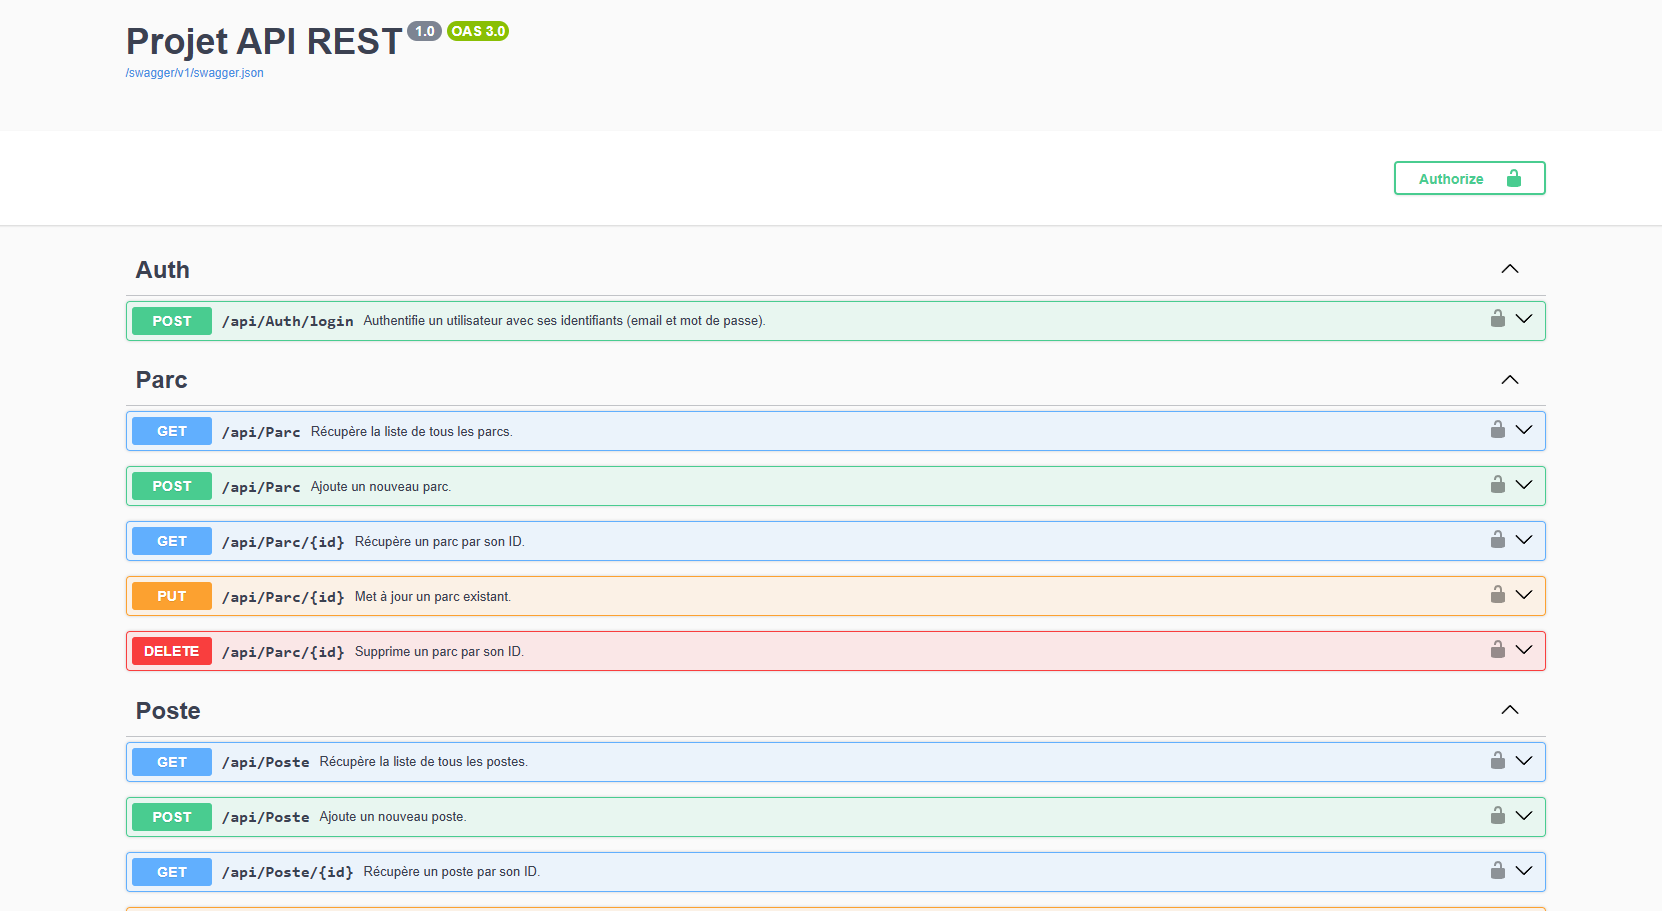 Projet API REST 1.0 OAS 3.0
/swagger/v1/swagger.json
Authorize
Auth
POST /api/Auth/login Authentifie un utilisateur avec ses identifiants (email et mot de passe).
Parc
GET /api/Parc Récupère la liste de tous les parcs.
POST /api/Parc Ajoute un nouveau parc.
GET /api/Parc/{id} Récupère un parc par son ID.
PUT /api/Parc/{id} Met à jour un parc existant.
DELETE /api/Parc/{id} Supprime un parc par son ID.
Poste
GET /api/Poste Récupère la liste de tous les postes.
POST /api/Poste Ajoute un nouveau poste.
GET /api/Poste/{id} Récupère un poste par son ID.